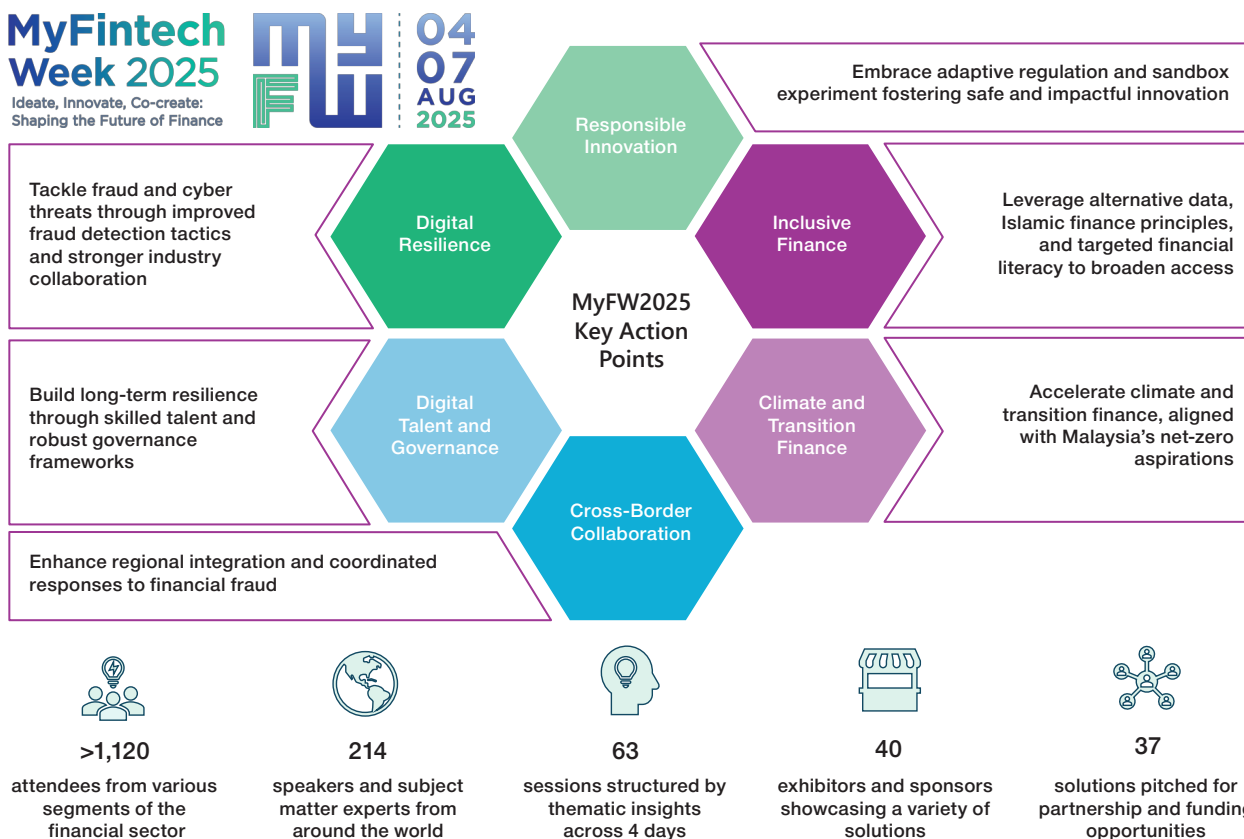 MyFintech
Week 2025
Ideate, Innovate, Co-create:
Shaping the Future of Finance
MYFW
04
07
AUG
2025
Responsible
Innovation
Embrace adaptive regulation and sandbox
experiment fostering safe and impactful innovation
Tackle fraud and cyber
threats through improved
fraud detection tactics
and stronger industry
collaboration
Digital
Resilience
Inclusive
Finance
Leverage alternative data,
Islamic finance principles,
and targeted financial
literacy to broaden access
MyFW2025
Key Action
Points
Build long-term resilience
through skilled talent and
robust governance
frameworks
Digital
Talent and
Governance
Climate and
Transition
Finance
Accelerate climate and
transition finance, aligned
with Malaysia’s net-zero
aspirations
Cross-Border
Collaboration
Enhance regional integration and coordinated
responses to financial fraud
>1,120
attendees from various
segments of the
financial sector
214
speakers and subject
matter experts from
around the world
63
sessions structured by
thematic insights
across 4 days
40
exhibitors and sponsors
showcasing a variety of
solutions
37
solutions pitched for
partnership and funding
opportunities